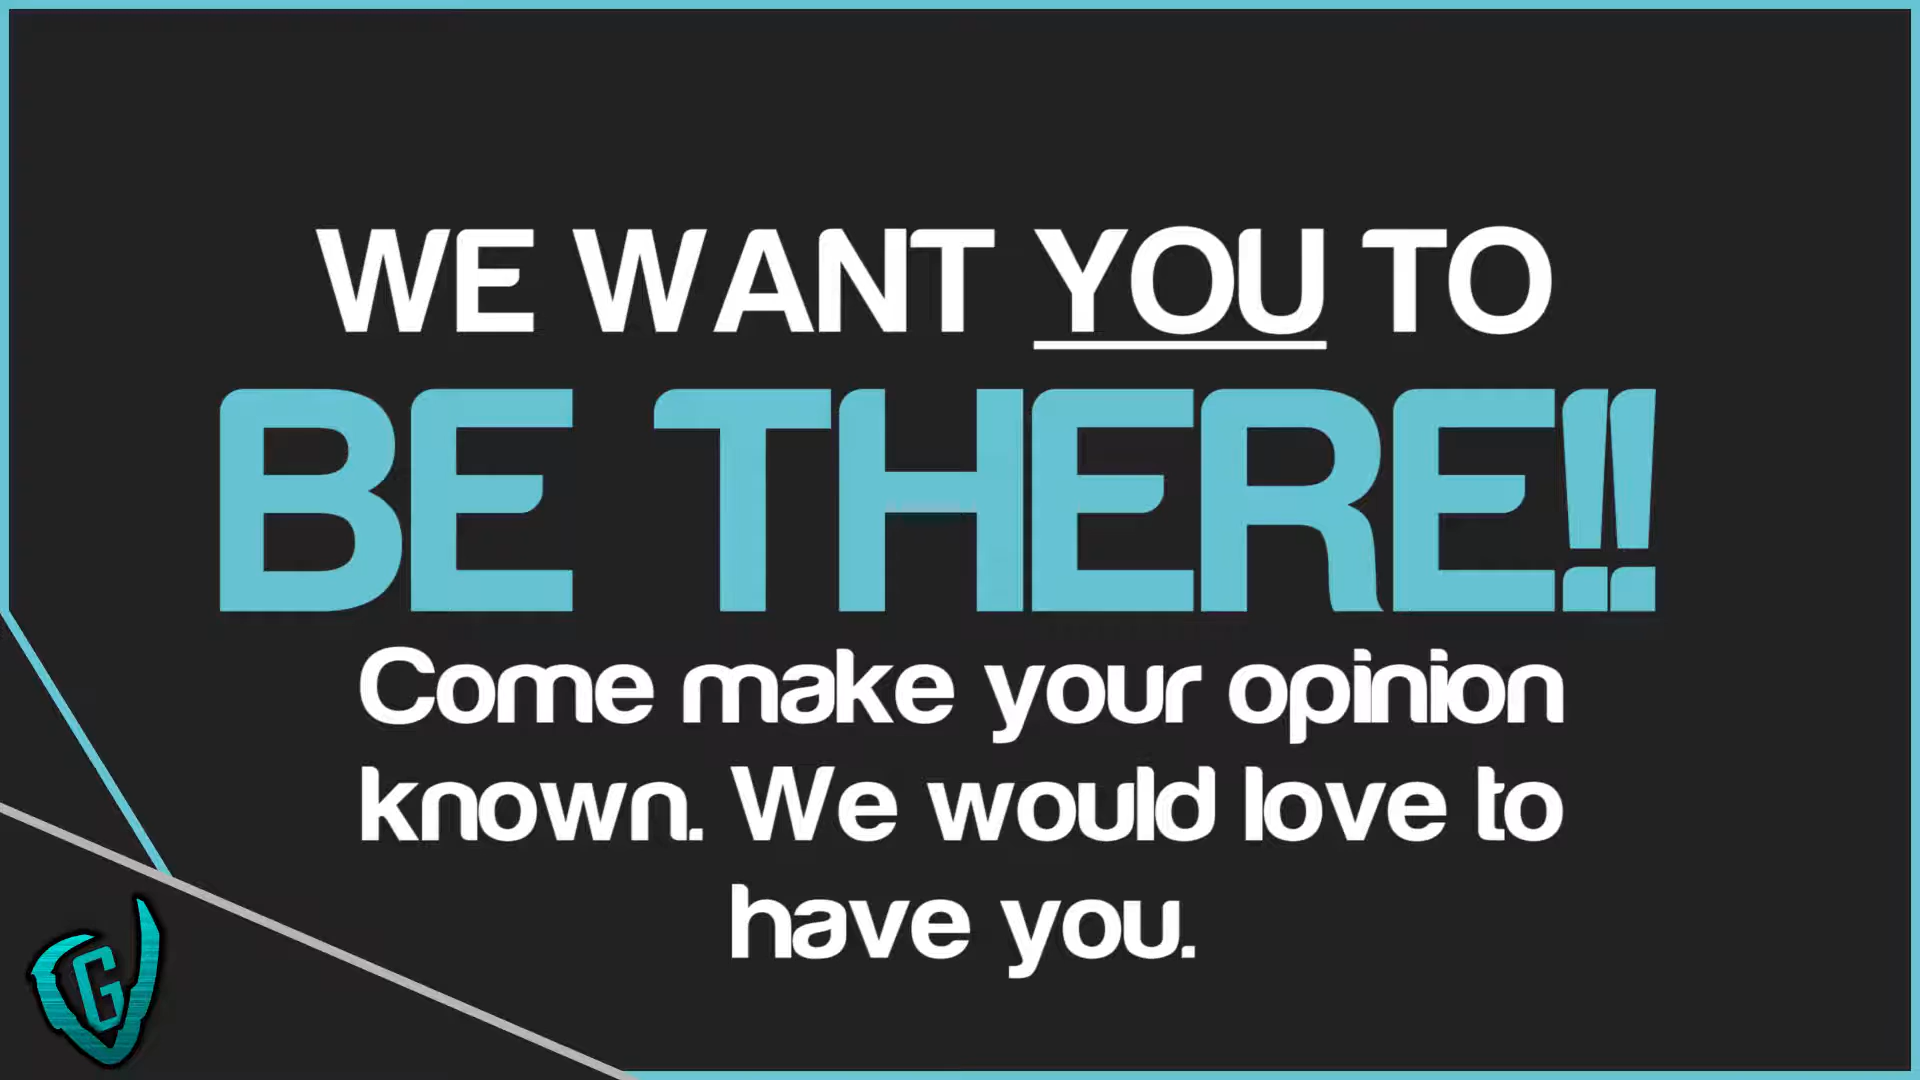 WE WANT YOU TO
BE THERE!!
Come make your opinion
known. We would love to
have you.
G